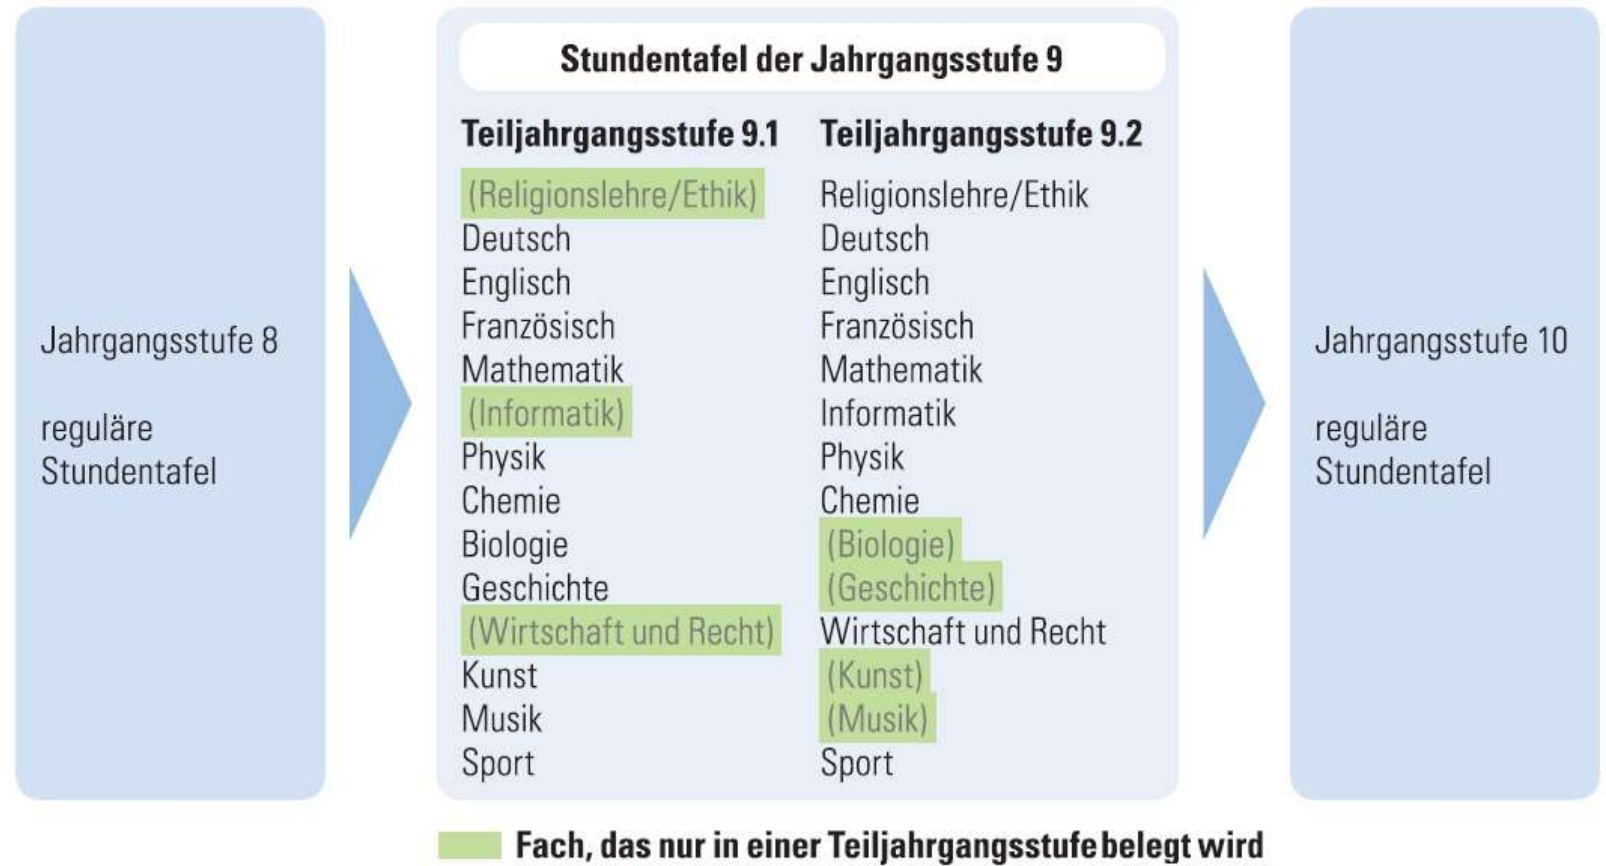 Jahrgangsstufe 8
reguläre
Stundentafel
Stundentafel der Jahrgangsstufe 9
Teiljahrgangsstufe 9.1
(Religionslehre/Ethik)
Deutsch
Englisch
Französisch
Mathematik
(Informatik)
Physik
Chemie
Biologie
Geschichte
(Wirtschaft und Recht)
Kunst
Musik
Sport
Teiljahrgangsstufe 9.2
Religionslehre/Ethik
Deutsch
Englisch
Französisch
Mathematik
Informatik
Physik
Chemie
(Biologie)
(Geschichte)
Wirtschaft und Recht
(Kunst)
(Musik)
Sport
Jahrgangsstufe 10
reguläre
Stundentafel
Fach, das nur in einer Teiljahrgangsstufe belegt wird